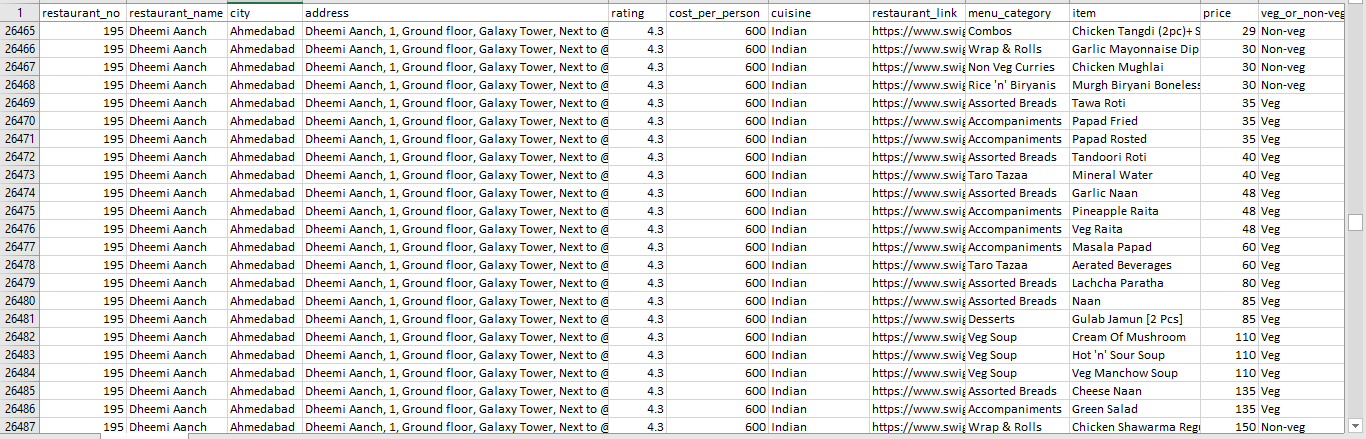 1 restaurant_no restaurant_name city address rating cost_per_person cuisine restaurant_link menu_category item price veg_or_non-veg
26465 195 Dheemi Aanch Ahmedabad Dheemi Aanch, 1, Ground floor, Galaxy Tower, Next to @ 4.3 600 Indian https://www.swig Combos Chicken Tangdi (2pc)+ S 29 Non-veg
26466 195 Dheemi Aanch Ahmedabad Dheemi Aanch, 1, Ground floor, Galaxy Tower, Next to @ 4.3 600 Indian https://www.swig Wrap & Rolls Garlic Mayonnaise Dip 30 Non-veg
26467 195 Dheemi Aanch Ahmedabad Dheemi Aanch, 1, Ground floor, Galaxy Tower, Next to @ 4.3 600 Indian https://www.swig Non Veg Curries Chicken Mughlai 30 Non-veg
26468 195 Dheemi Aanch Ahmedabad Dheemi Aanch, 1, Ground floor, Galaxy Tower, Next to @ 4.3 600 Indian https://www.swig Rice 'n' Biryanis Murgh Biryani Boneless 30 Non-veg
26469 195 Dheemi Aanch Ahmedabad Dheemi Aanch, 1, Ground floor, Galaxy Tower, Next to @ 4.3 600 Indian https://www.swig Assorted Breads Tawa Roti 35 Veg
26470 195 Dheemi Aanch Ahmedabad Dheemi Aanch, 1, Ground floor, Galaxy Tower, Next to @ 4.3 600 Indian https://www.swig Accompaniments Papad Fried 35 Veg
26471 195 Dheemi Aanch Ahmedabad Dheemi Aanch, 1, Ground floor, Galaxy Tower, Next to @ 4.3 600 Indian https://www.swig Accompaniments Papad Rosted 35 Veg
26472 195 Dheemi Aanch Ahmedabad Dheemi Aanch, 1, Ground floor, Galaxy Tower, Next to @ 4.3 600 Indian https://www.swig Assorted Breads Tandoori Roti 40 Veg
26473 195 Dheemi Aanch Ahmedabad Dheemi Aanch, 1, Ground floor, Galaxy Tower, Next to @ 4.3 600 Indian https://www.swig Taro Tazaa Mineral Water 40 Veg
26474 195 Dheemi Aanch Ahmedabad Dheemi Aanch, 1, Ground floor, Galaxy Tower, Next to @ 4.3 600 Indian https://www.swig Assorted Breads Garlic Naan 48 Veg
26475 195 Dheemi Aanch Ahmedabad Dheemi Aanch, 1, Ground floor, Galaxy Tower, Next to @ 4.3 600 Indian https://www.swig Accompaniments Pineapple Raita 48 Veg
26476 195 Dheemi Aanch Ahmedabad Dheemi Aanch, 1, Ground floor, Galaxy Tower, Next to @ 4.3 600 Indian https://www.swig Accompaniments Veg Raita 48 Veg
26477 195 Dheemi Aanch Ahmedabad Dheemi Aanch, 1, Ground floor, Galaxy Tower, Next to @ 4.3 600 Indian https://www.swig Accompaniments Masala Papad 60 Veg
26478 195 Dheemi Aanch Ahmedabad Dheemi Aanch, 1, Ground floor, Galaxy Tower, Next to @ 4.3 600 Indian https://www.swig Taro Tazaa Aerated Beverages 60 Veg
26479 195 Dheemi Aanch Ahmedabad Dheemi Aanch, 1, Ground floor, Galaxy Tower, Next to @ 4.3 600 Indian https://www.swig Assorted Breads Lachcha Paratha 80 Veg
26480 195 Dheemi Aanch Ahmedabad Dheemi Aanch, 1, Ground floor, Galaxy Tower, Next to @ 4.3 600 Indian https://www.swig Assorted Breads Naan 85 Veg
26481 195 Dheemi Aanch Ahmedabad Dheemi Aanch, 1, Ground floor, Galaxy Tower, Next to @ 4.3 600 Indian https://www.swig Desserts Gulab Jamun [2 Pcs] 85 Veg
26482 195 Dheemi Aanch Ahmedabad Dheemi Aanch, 1, Ground floor, Galaxy Tower, Next to @ 4.3 600 Indian https://www.swig Veg Soup Cream Of Mushroom 110 Veg
26483 195 Dheemi Aanch Ahmedabad Dheemi Aanch, 1, Ground floor, Galaxy Tower, Next to @ 4.3 600 Indian https://www.swig Veg Soup Hot 'n' Sour Soup 110 Veg
26484 195 Dheemi Aanch Ahmedabad Dheemi Aanch, 1, Ground floor, Galaxy Tower, Next to @ 4.3 600 Indian https://www.swig Veg Soup Veg Manchow Soup 110 Veg
26485 195 Dheemi Aanch Ahmedabad Dheemi Aanch, 1, Ground floor, Galaxy Tower, Next to @ 4.3 600 Indian https://www.swig Assorted Breads Cheese Naan 135 Veg
26486 195 Dheemi Aanch Ahmedabad Dheemi Aanch, 1, Ground floor, Galaxy Tower, Next to @ 4.3 600 Indian https://www.swig Accompaniments Green Salad 135 Veg
26487 195 Dheemi Aanch Ahmedabad Dheemi Aanch, 1, Ground floor, Galaxy Tower, Next to @ 4.3 600 Indian https://www.swig Wrap & Rolls Chicken Shawarma Reg 150 Non-veg